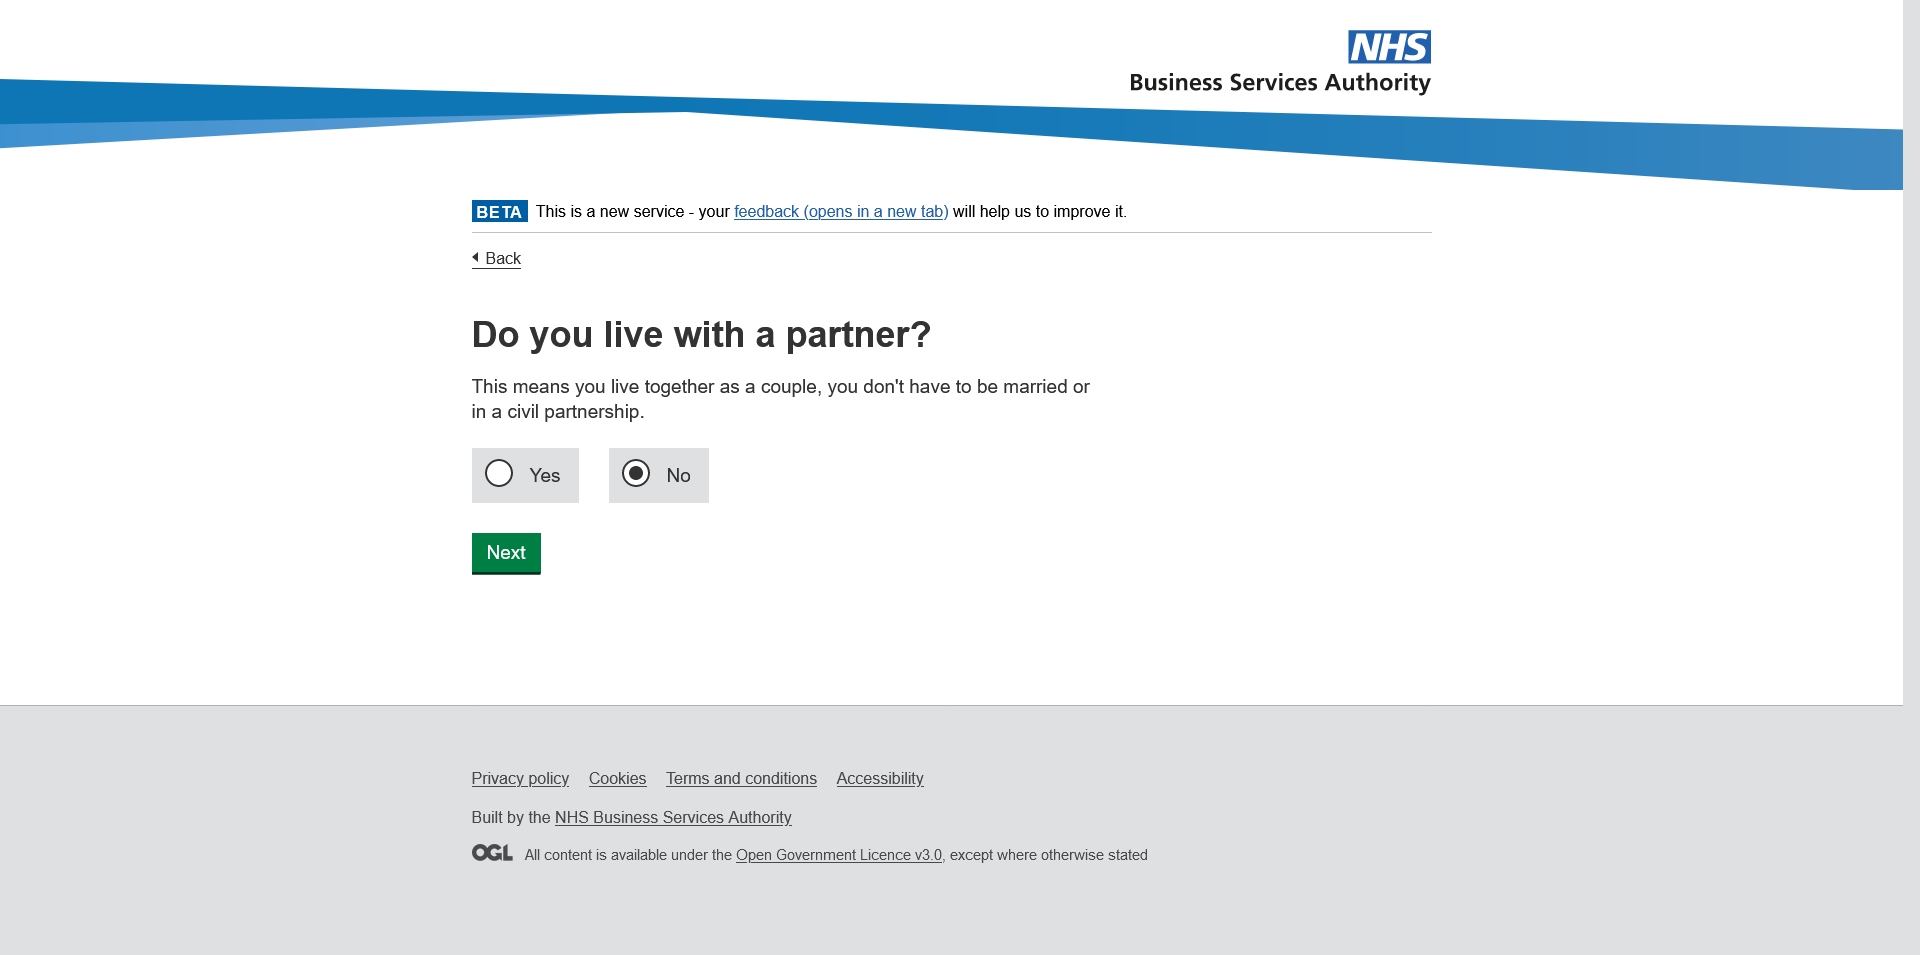 NHS
Business Services Authority
BETA This is a new service - your feedback (opens in a new tab) will help us to improve it.
Back
Do you live with a partner?
This means you live together as a couple, you don't have to be married or
in a civil partnership.
Yes No
Next
Privacy policy Cookies Terms and conditions Accessibility
Built by the NHS Business Services Authority
OGL All content is available under the Open Government Licence v3.0, except where otherwise stated